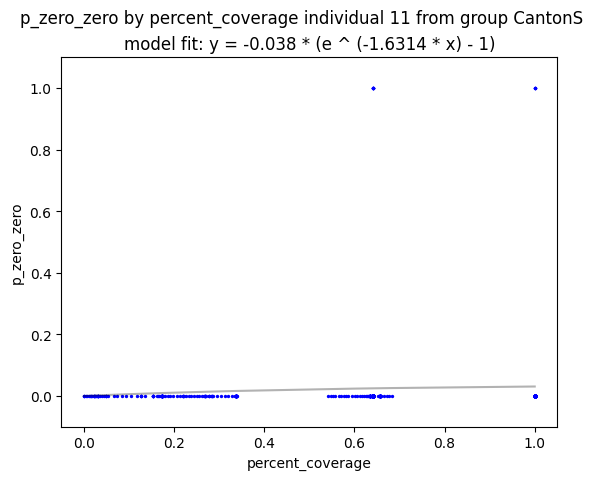 p_zero_zero by percent_coverage individual 11 from group CantonS
model fit: y = -0.038 * (e ^ (-1.6314 * x) - 1)
1.0
0.8
0.6
0.4
0.2
0.0
p_zero_zero
0.0 0.2 0.4 0.6 0.8 1.0
percent_coverage